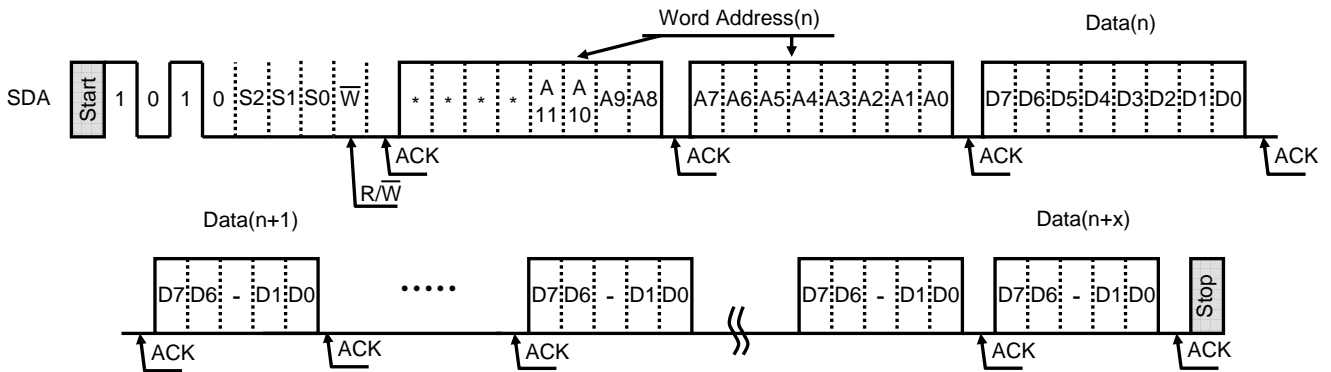 Word Address(n) Data(n)
SDA Start 1 0 1 0 S2 S1 S0 W̅ * * * * A11 A10 A9 A8 A7 A6 A5 A4 A3 A2 A1 A0 D7 D6 D5 D4 D3 D2 D1 D0
ACK ACK ACK ACK
R/W̅
Data(n+1) Data(n+x)
D7 D6 - D1 D0 ••••• D7 D6 - D1 D0 D7 D6 - D1 D0 D7 D6 - D1 D0 Stop
ACK ACK ACK ACK ACK